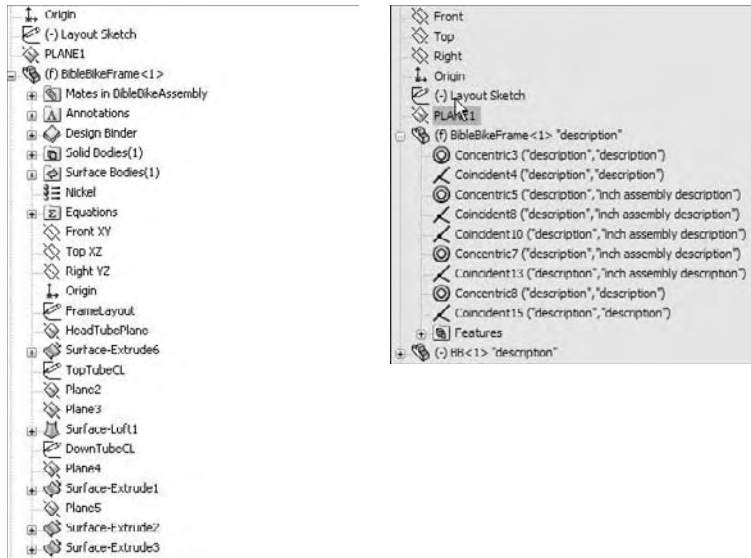 Origin
(-) Layout Sketch
PLANE1
(f) BibleBikeFrame<1>
Mates in BibleBikeAssembly
Annotations
Design Binder
Solid Bodies(1)
Surface Bodies(1)
Nickel
Equations
Front XY
Top XZ
Right YZ
Origin
FrameLayout
HeadTubePlane
Surface-Extrude6
TopTubeCL
Plane2
Plane3
Surface-Loft1
DownTubeCL
Plane4
Surface-Extrude1
Plane5
Surface-Extrude2
Surface-Extrude3
Front
Top
Right
Origin
(-) Layout Sketch
PLANE1
(f) BibleBikeFrame<1> "description"
Concentric3 ("description","description")
Coincident4 ("description","description")
Concentric5 ("description","inch assembly description")
Coincident8 ("description","inch assembly description")
Coincident10 ("description","inch assembly description")
Concentric7 ("description","inch assembly description")
Coincident13 ("description","inch assembly description")
Concentric8 ("description","description")
Coincident15 ("description","description")
Features
(-) BB<1> "description"